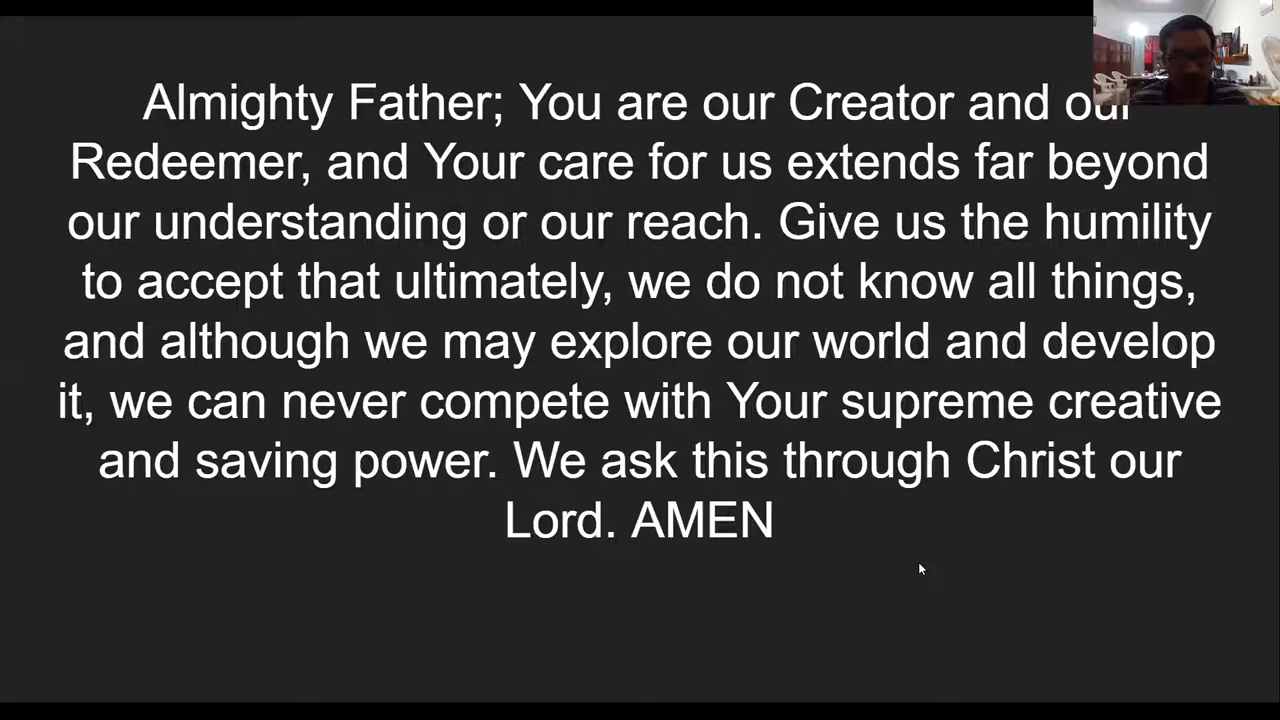 Almighty Father; You are our Creator and our
Redeemer, and Your care for us extends far beyond
our understanding or our reach. Give us the humility
to accept that ultimately, we do not know all things,
and although we may explore our world and develop
it, we can never compete with Your supreme creative
and saving power. We ask this through Christ our
Lord. AMEN